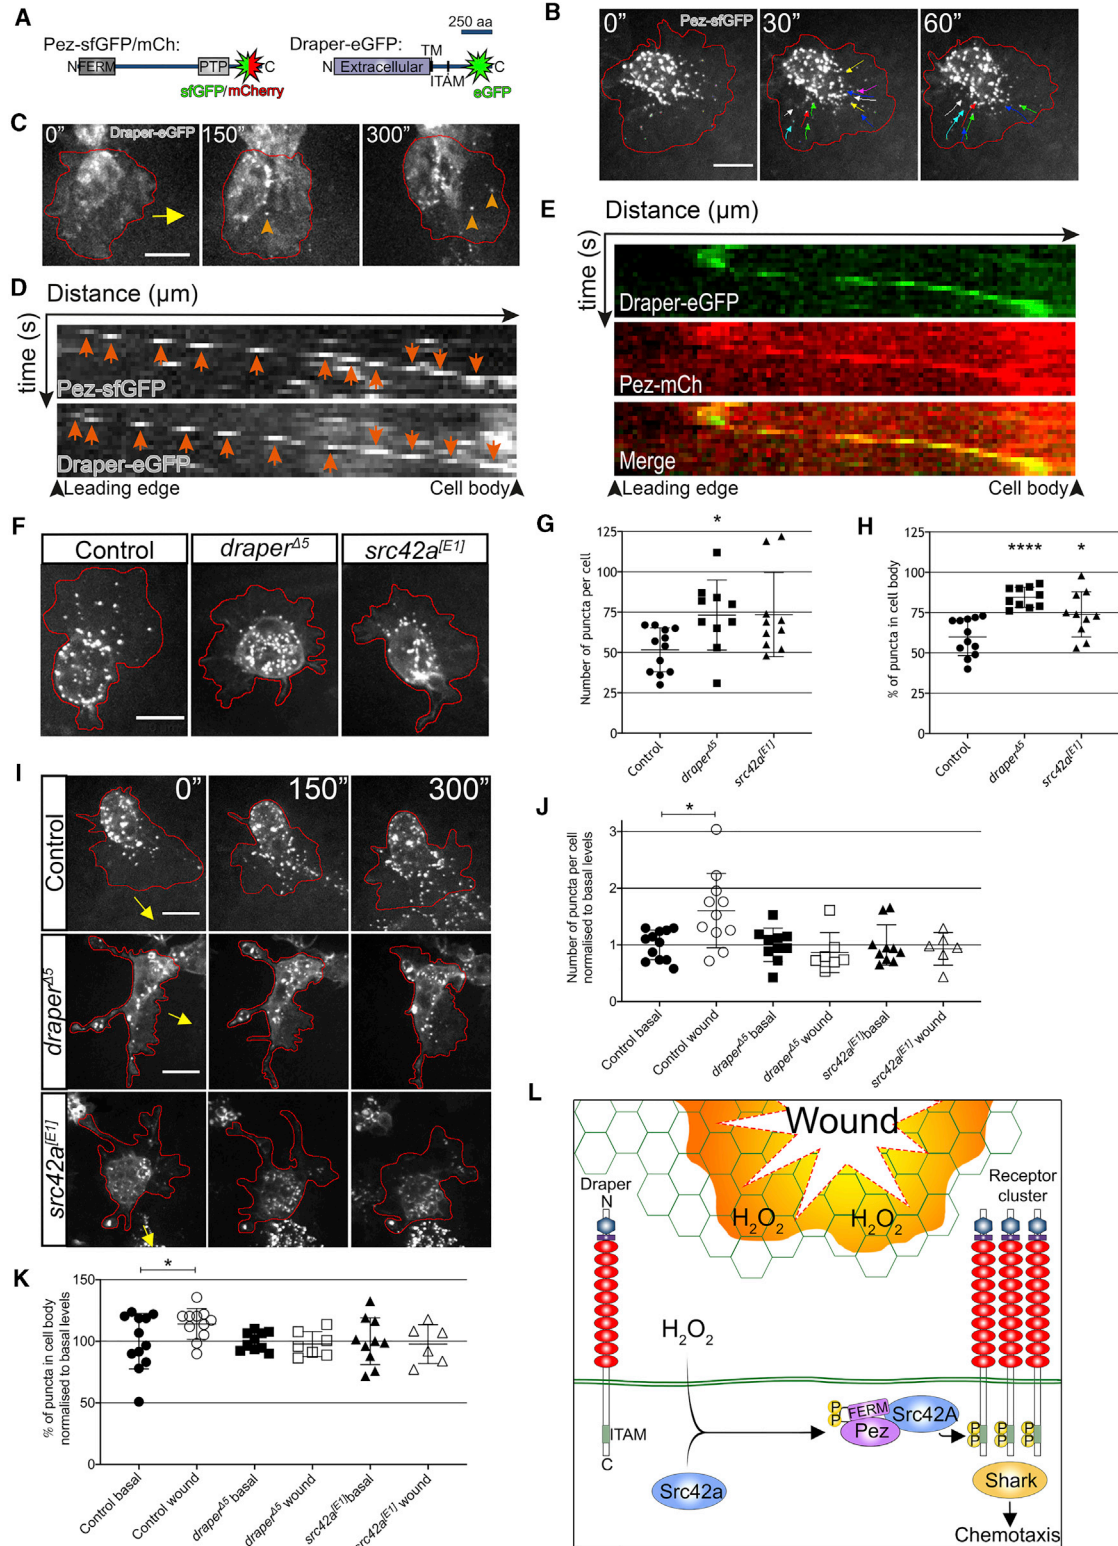 A
250 aa
Pez-sfGFP/mCh:
N FERM PTP C
sfGFP/mCherry
Draper-eGFP:
TM
N Extracellular C
ITAM
eGFP
B
Pez-sfGFP
0" 30" 60"
C
Draper-eGFP
0" 150" 300"
D
Distance (µm)
time (s)
Pez-sfGFP
Draper-eGFP
Leading edge Cell body
E
Distance (µm)
time (s)
Draper-eGFP
Pez-mCh
Merge
Leading edge Cell body
F
Control draperΔ5 src42a[E1]
G
Number of puncta per cell
125
100
75
50
25
*
Control draperΔ5 src42a[E1]
H
% of puncta in cell body
125
100
75
50
25
**** *
Control draperΔ5 src42a[E1]
I
0" 150" 300"
Control
draperΔ5
src42a[E1]
J
Number of puncta per cell
normalised to basal levels
3
2
1
0
*
Control basal Control wound draperΔ5 basal draperΔ5 wound src42a[E1] basal src42a[E1] wound
K
% of puncta in cell body
normalised to basal levels
150
100
50
0
*
Control basal Control wound draperΔ5 basal draperΔ5 wound src42a[E1] basal src42a[E1] wound
L
Wound
Draper
N
Receptor
cluster
H2O2 H2O2
H2O2
P P FERM Src42A
Pez
P P P P P P
ITAM
C
Src42a
Shark
Chemotaxis